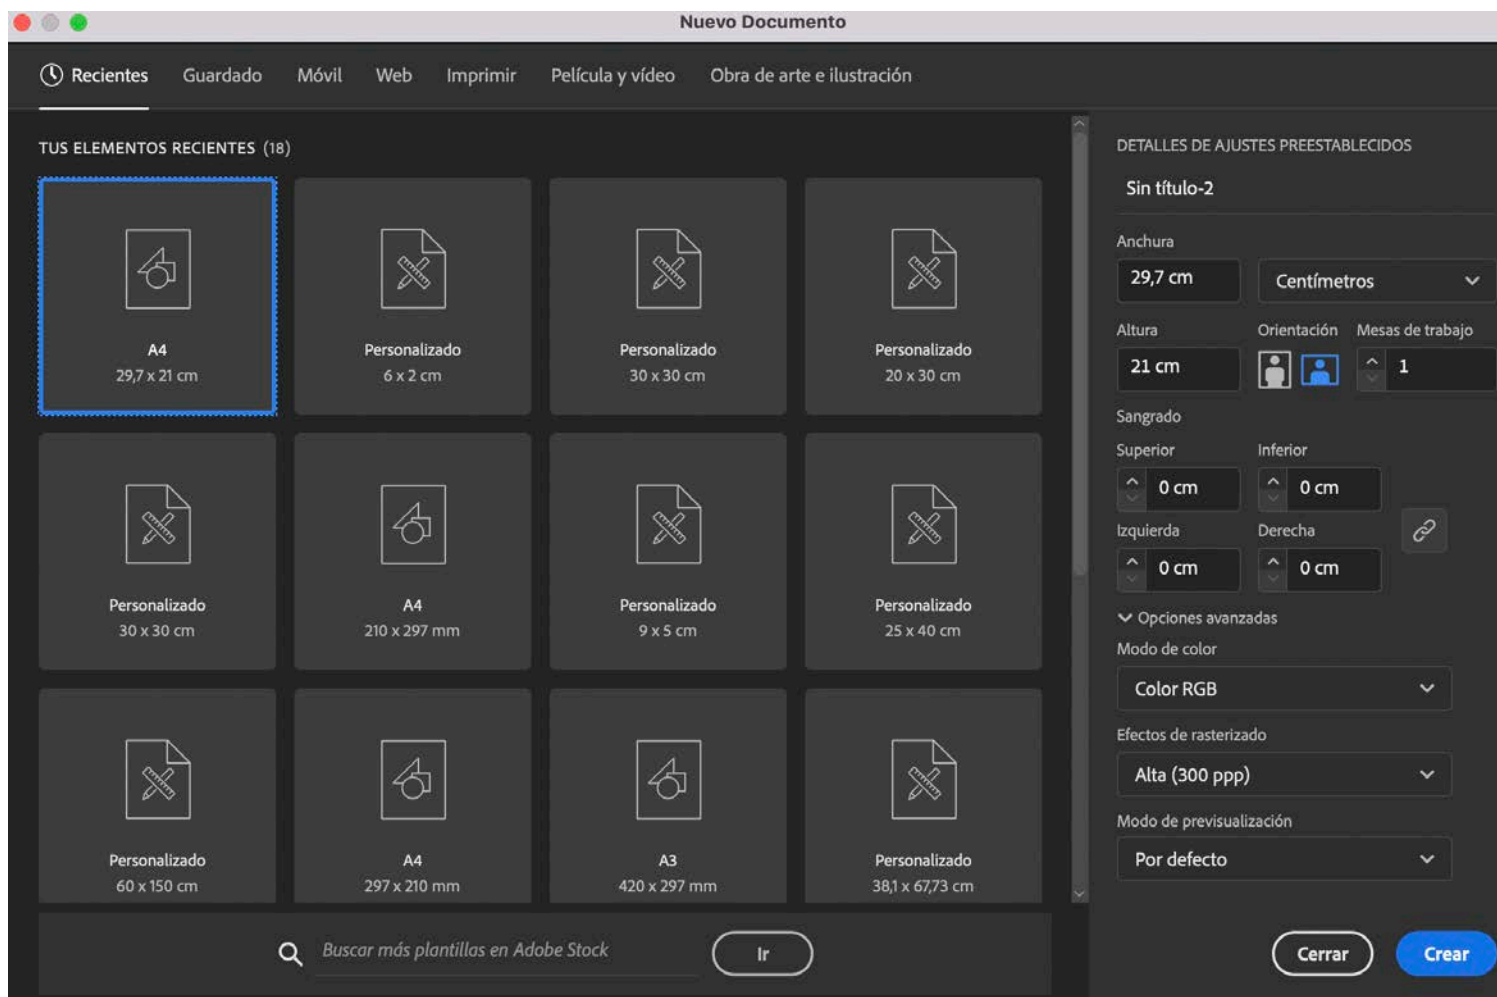 Nuevo Documento
Recientes Guardado Móvil Web Imprimir Película y vídeo Obra de arte e ilustración
TUS ELEMENTOS RECIENTES (18)
A4
29,7 x 21 cm
Personalizado
6 x 2 cm
Personalizado
30 x 30 cm
Personalizado
20 x 30 cm
Personalizado
30 x 30 cm
A4
210 x 297 mm
Personalizado
9 x 5 cm
Personalizado
25 x 40 cm
Personalizado
60 x 150 cm
A4
297 x 210 mm
A3
420 x 297 mm
Personalizado
38,1 x 67,73 cm
Buscar más plantillas en Adobe Stock
Ir
DETALLES DE AJUSTES PREESTABLECIDOS
Sin título-2
Anchura
29,7 cm Centímetros
Altura Orientación Mesas de trabajo
21 cm 1
Sangrado
Superior Inferior
0 cm 0 cm
Izquierda Derecha
0 cm 0 cm
Opciones avanzadas
Modo de color
Color RGB
Efectos de rasterizado
Alta (300 ppp)
Modo de previsualización
Por defecto
Cerrar Crear